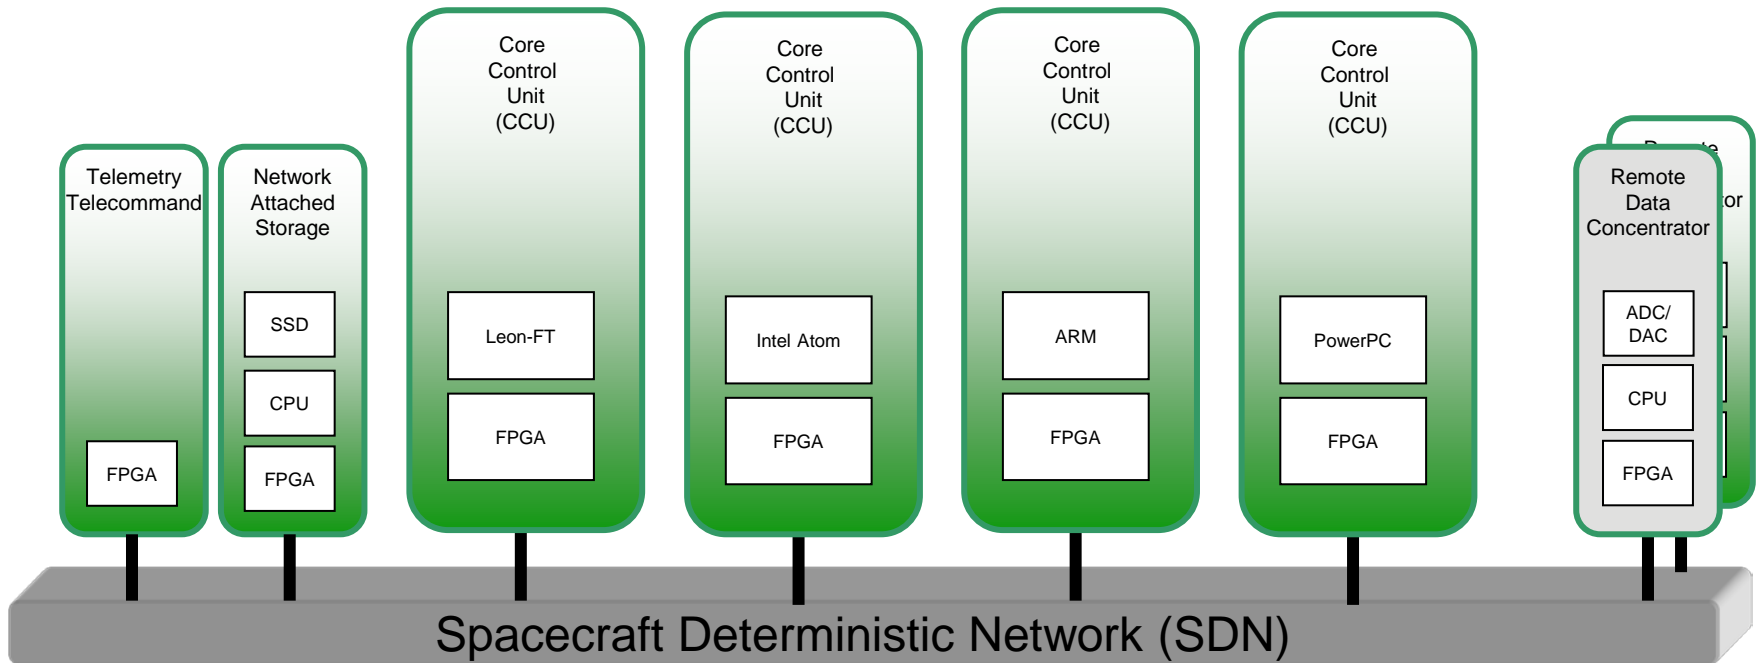 Telemetry
Telecommand
FPGA
Network
Attached
Storage
SSD
CPU
FPGA
Core
Control
Unit
(CCU)
Leon-FT
FPGA
Core
Control
Unit
(CCU)
Intel Atom
FPGA
Core
Control
Unit
(CCU)
ARM
FPGA
Core
Control
Unit
(CCU)
PowerPC
FPGA
Remote
Data
Concentrator
ADC/
DAC
CPU
FPGA
Spacecraft Deterministic Network (SDN)